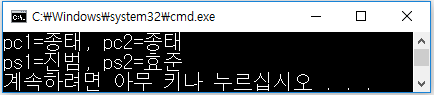 C:₩Windows₩system32₩cmd.exe
pc1=종태, pc2=종태
ps1=진범, ps2=효준
계속하려면 아무 키나 누르십시오 . . .